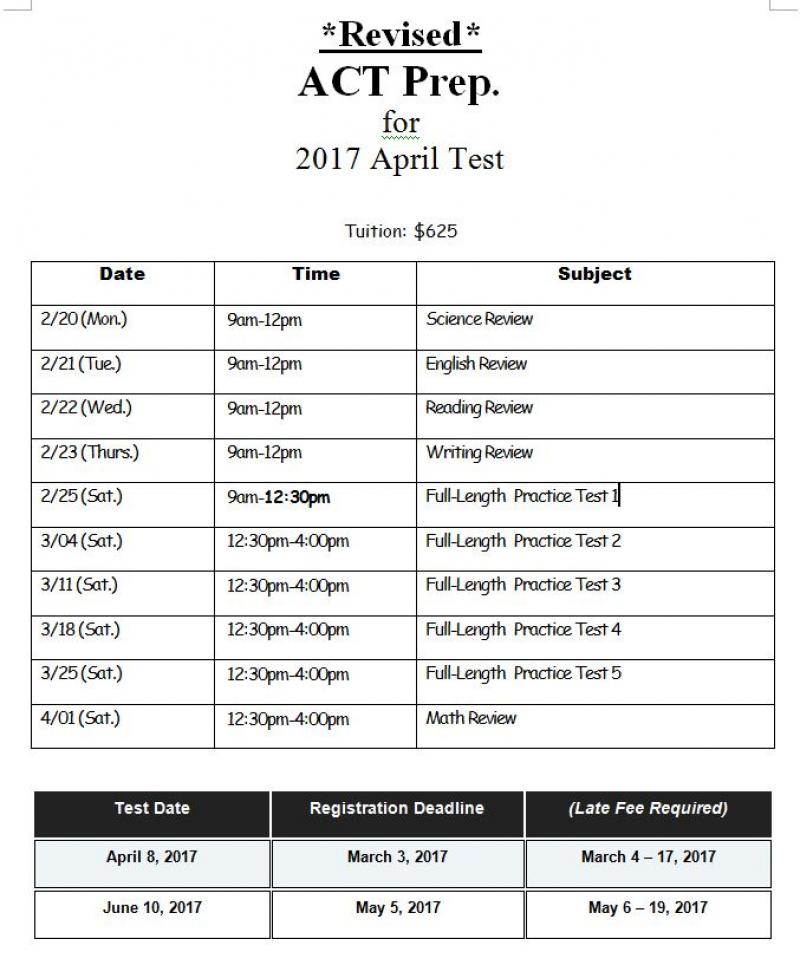 *Revised*
ACT Prep.
for
2017 April Test
Tuition: $625
Date Time Subject
2/20 (Mon.) 9am-12pm Science Review
2/21 (Tue.) 9am-12pm English Review
2/22 (Wed.) 9am-12pm Reading Review
2/23 (Thurs.) 9am-12pm Writing Review
2/25 (Sat.) 9am-12:30pm Full-Length Practice Test 1
3/04 (Sat.) 12:30pm-4:00pm Full-Length Practice Test 2
3/11 (Sat.) 12:30pm-4:00pm Full-Length Practice Test 3
3/18 (Sat.) 12:30pm-4:00pm Full-Length Practice Test 4
3/25 (Sat.) 12:30pm-4:00pm Full-Length Practice Test 5
4/01 (Sat.) 12:30pm-4:00pm Math Review
Test Date Registration Deadline (Late Fee Required)
April 8, 2017 March 3, 2017 March 4 – 17, 2017
June 10, 2017 May 5, 2017 May 6 – 19, 2017